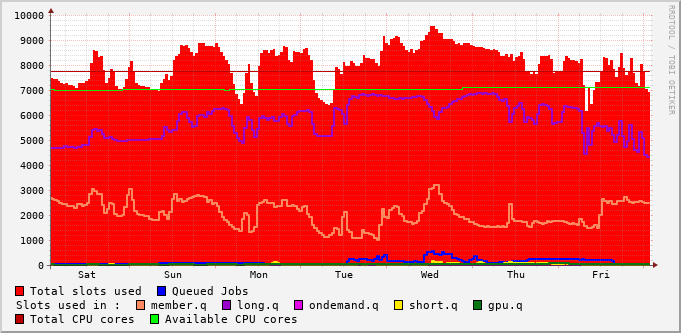 10000
9000
8000
7000
6000
5000
4000
3000
2000
1000
0
Sat Sun Mon Tue Wed Thu Fri
Total slots used Queued Jobs
Slots used in : member.q long.q ondemand.q short.q gpu.q
Total CPU cores Available CPU cores
RRDTOOL / TOBI OETIKER